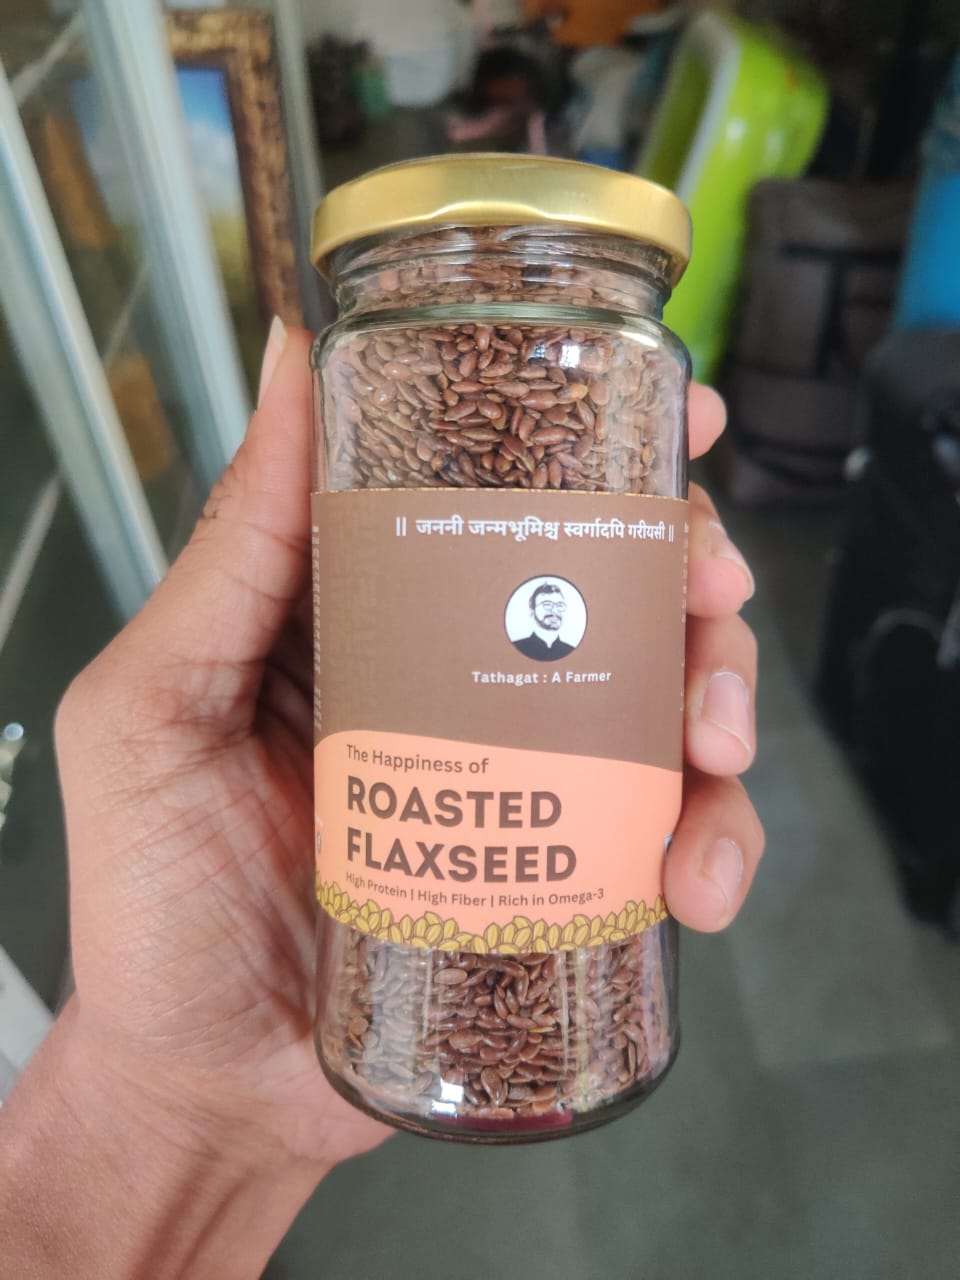 ॥ जननी जन्मभूमिश्च स्वर्गादपि गरीयसी ॥
Tathagat : A Farmer
The Happiness of
ROASTED
FLAXSEED
High Protein | High Fiber | Rich in Omega-3